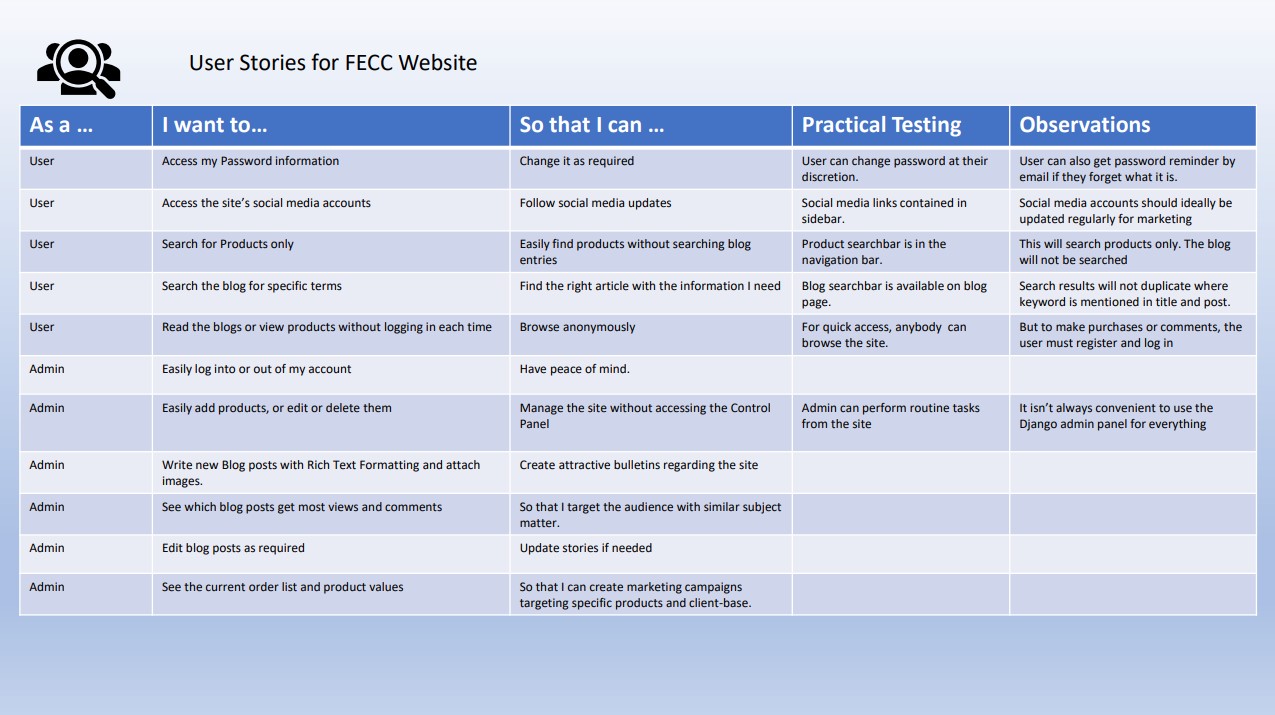 User Stories for FECC Website
As a … I want to… So that I can … Practical Testing Observations
User Access my Password information Change it as required User can change password at their discretion. User can also get password reminder by email if they forget what it is.
User Access the site’s social media accounts Follow social media updates Social media links contained in sidebar. Social media accounts should ideally be updated regularly for marketing
User Search for Products only Easily find products without searching blog entries Product searchbar is in the navigation bar. This will search products only. The blog will not be searched
User Search the blog for specific terms Find the right article with the information I need Blog searchbar is available on blog page. Search results will not duplicate where keyword is mentioned in title and post.
User Read the blogs or view products without logging in each time Browse anonymously For quick access, anybody can browse the site. But to make purchases or comments, the user must register and log in
Admin Easily log into or out of my account Have peace of mind.
Admin Easily add products, or edit or delete them Manage the site without accessing the Control Panel Admin can perform routine tasks from the site It isn’t always convenient to use the Django admin panel for everything
Admin Write new Blog posts with Rich Text Formatting and attach images. Create attractive bulletins regarding the site
Admin See which blog posts get most views and comments So that I target the audience with similar subject matter.
Admin Edit blog posts as required Update stories if needed
Admin See the current order list and product values So that I can create marketing campaigns targeting specific products and client-base.